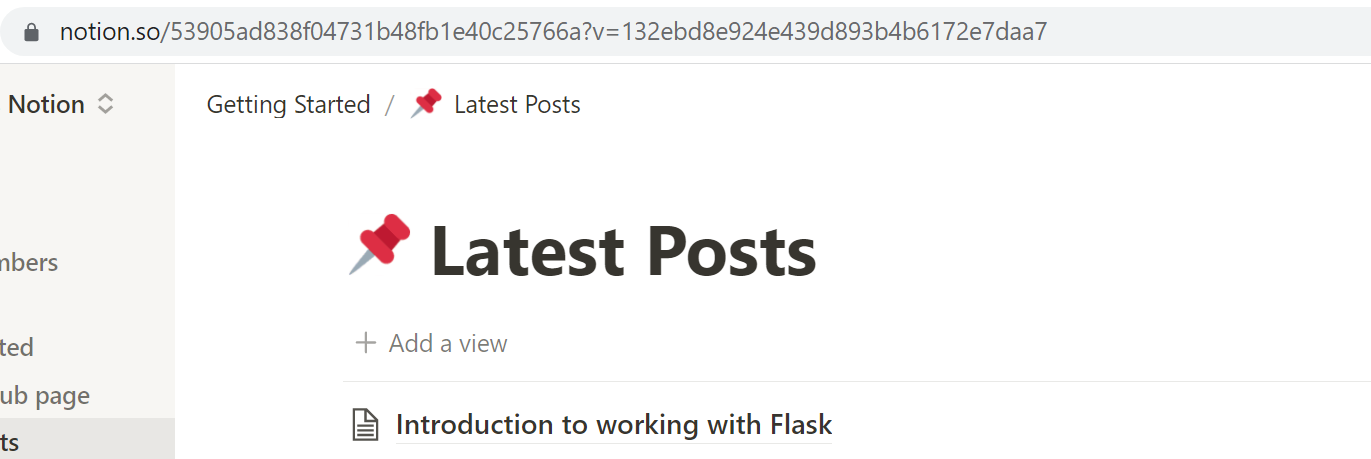 notion.so/53905ad838f04731b48fb1e40c25766a?v=132ebd8e924e439d893b4b6172e7daa7
Notion
Getting Started / Latest Posts
Latest Posts
+ Add a view
mbers
ted
ub page
ts
Introduction to working with Flask